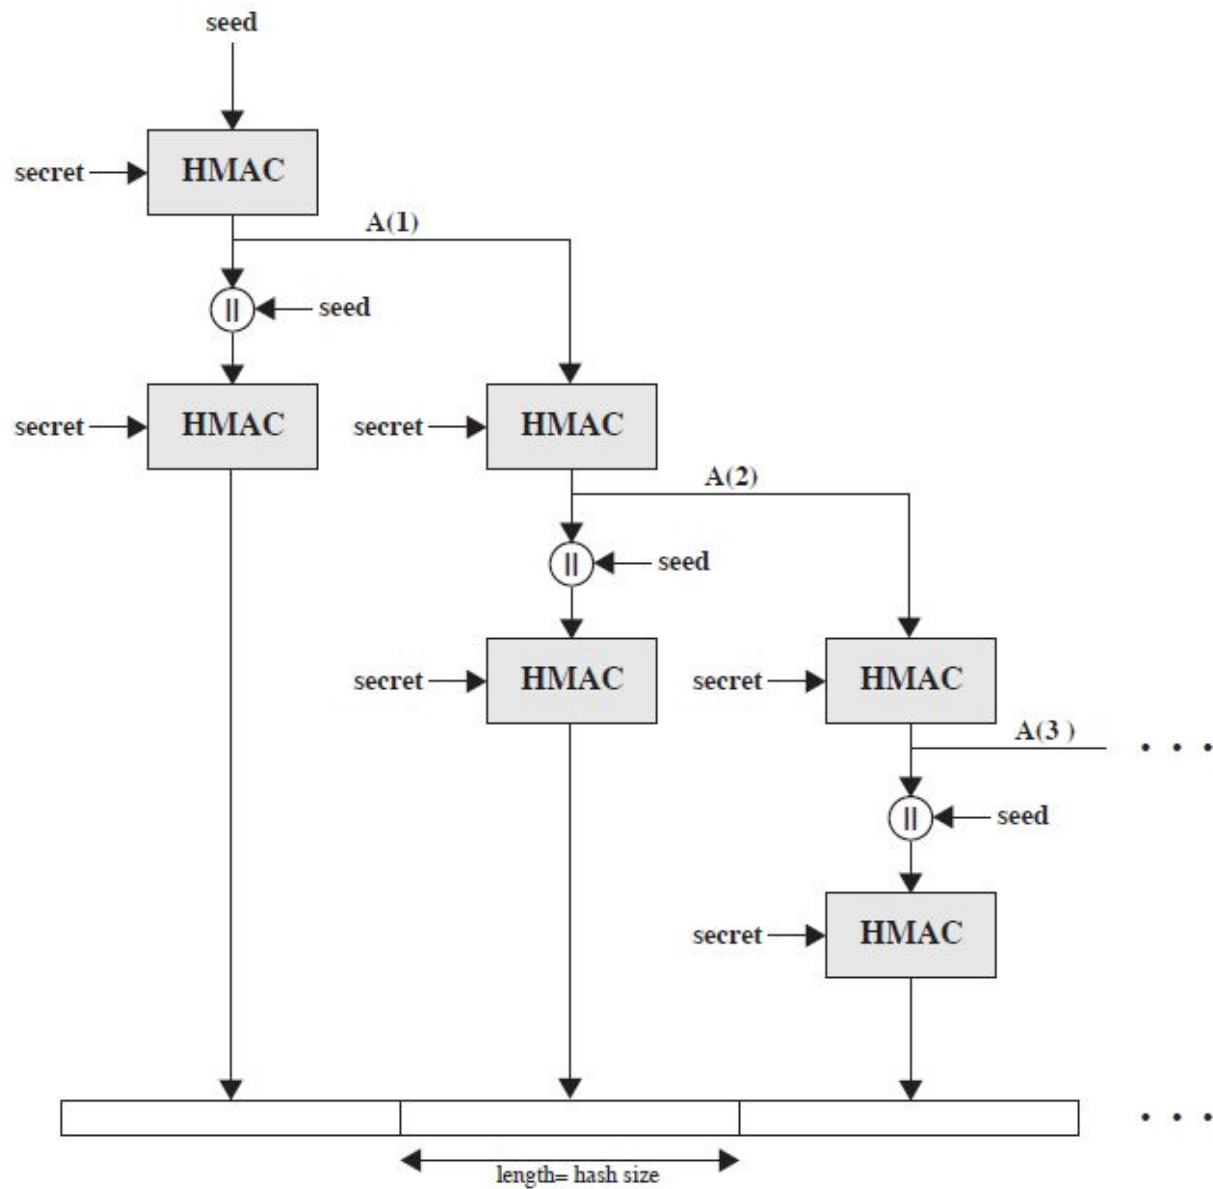 seed
secret
HMAC
A(1)
||
seed
secret
HMAC
secret
HMAC
A(2)
||
seed
secret
HMAC
secret
HMAC
A(3 )
. . .
||
seed
secret
HMAC
. . .
length= hash size